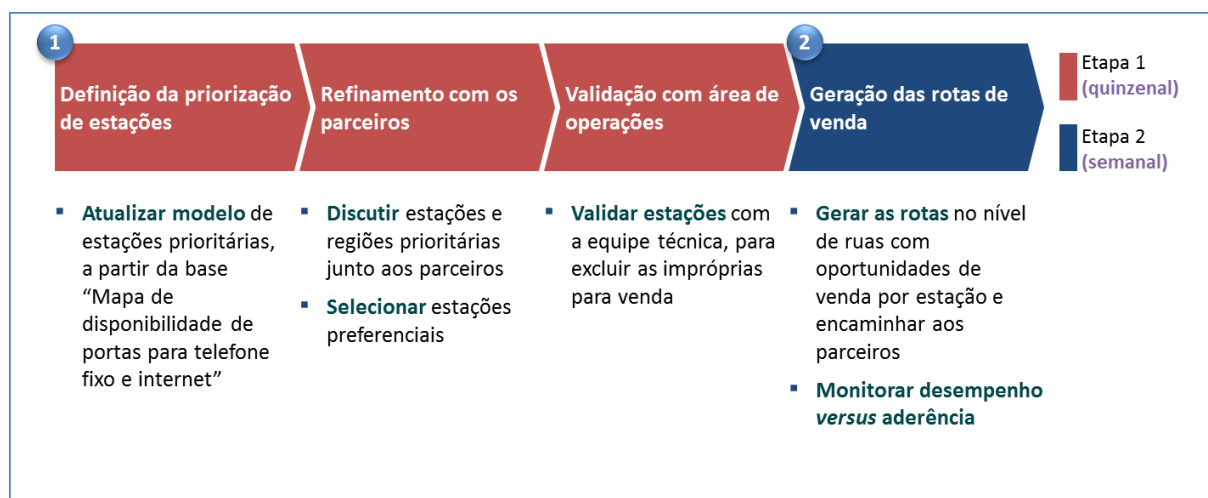 1
Definição da priorização
de estações
Refinamento com os
parceiros
Validação com área de
operações
2
Geração das rotas de
venda
Etapa 1
(quinzenal)
Etapa 2
(semanal)
▪ Atualizar modelo de
estações prioritárias,
a partir da base
“Mapa de
disponibilidade de
portas para telefone
fixo e internet”
▪ Discutir estações e
regiões prioritárias
junto aos parceiros
▪ Selecionar estações
preferenciais
▪ Validar estações com
a equipe técnica, para
excluir as impróprias
para venda
▪ Gerar as rotas no nível
de ruas com
oportunidades de
venda por estação e
encaminhar aos
parceiros
▪ Monitorar desempenho
versus aderência